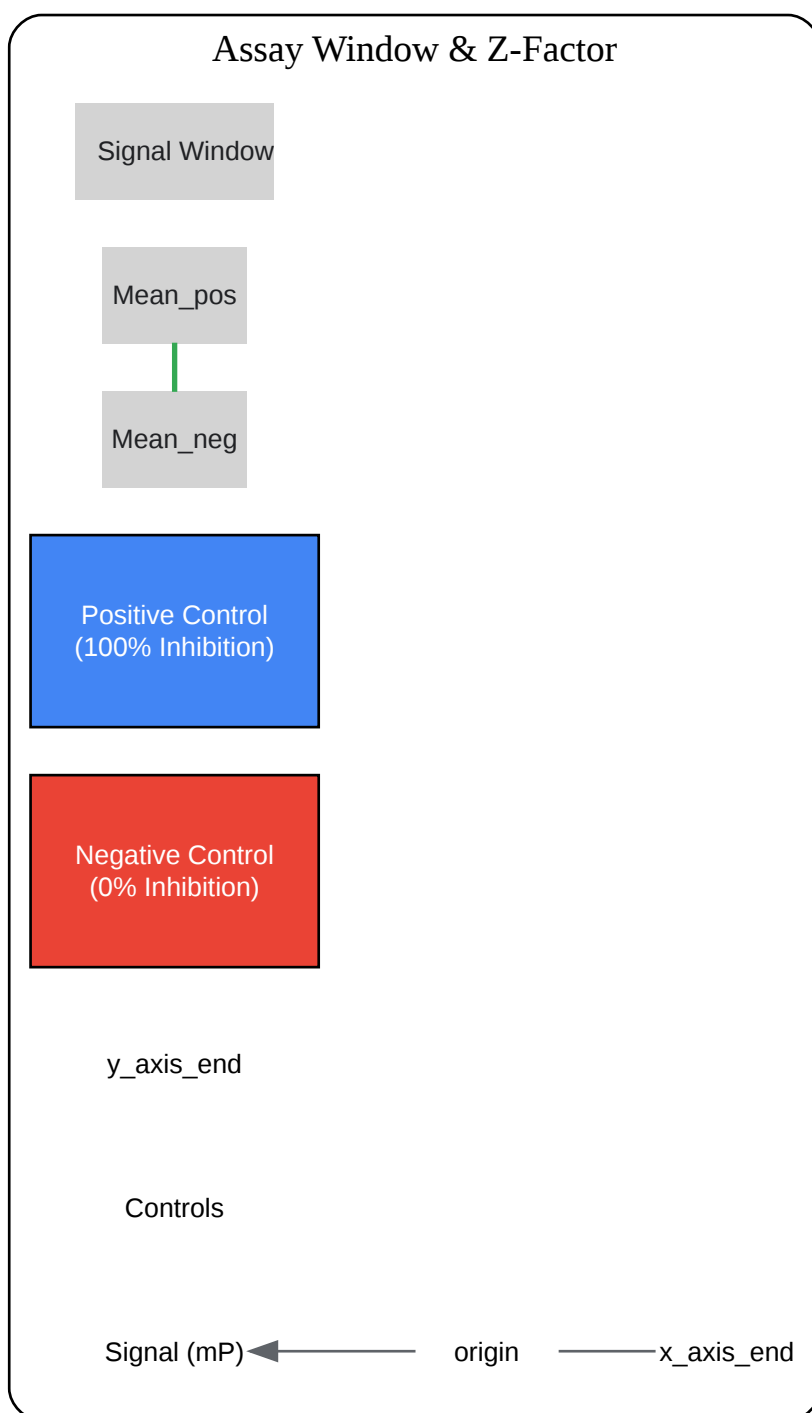 Assay Window & Z-Factor
Signal Window
Mean_pos
Mean_neg
Positive Control
(100% Inhibition)
Negative Control
(0% Inhibition)
y_axis_end
Controls
Signal (mP) origin x_axis_end